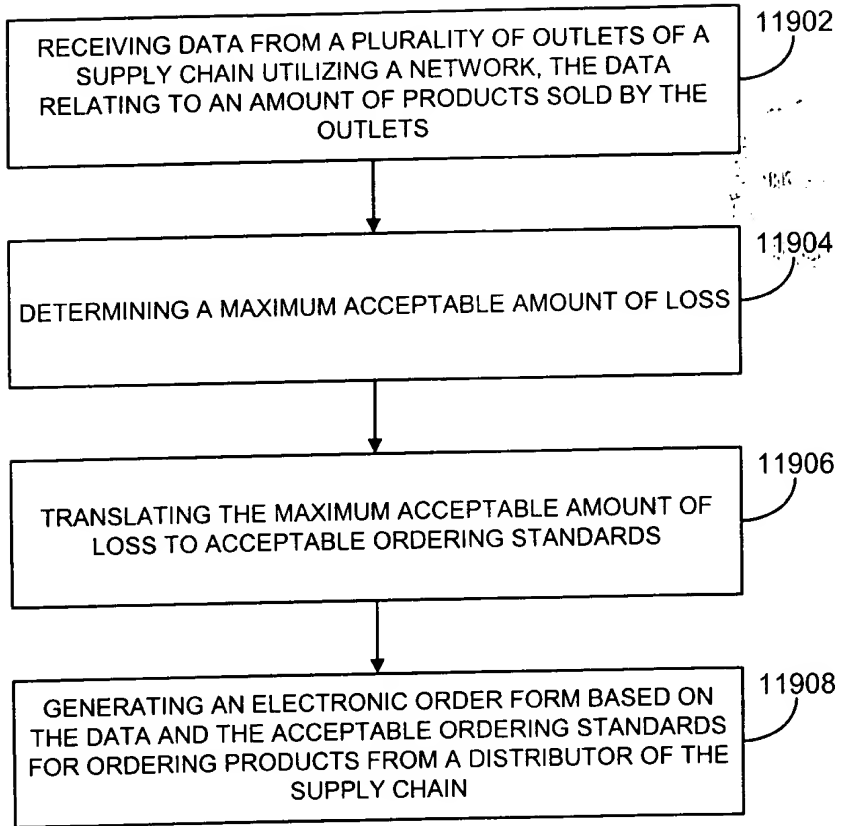 RECEIVING DATA FROM A PLURALITY OF OUTLETS OF A
SUPPLY CHAIN UTILIZING A NETWORK, THE DATA
RELATING TO AN AMOUNT OF PRODUCTS SOLD BY THE
OUTLETS
11902
DETERMINING A MAXIMUM ACCEPTABLE AMOUNT OF LOSS
11904
TRANSLATING THE MAXIMUM ACCEPTABLE AMOUNT OF
LOSS TO ACCEPTABLE ORDERING STANDARDS
11906
GENERATING AN ELECTRONIC ORDER FORM BASED ON
THE DATA AND THE ACCEPTABLE ORDERING STANDARDS
FOR ORDERING PRODUCTS FROM A DISTRIBUTOR OF THE
SUPPLY CHAIN
11908